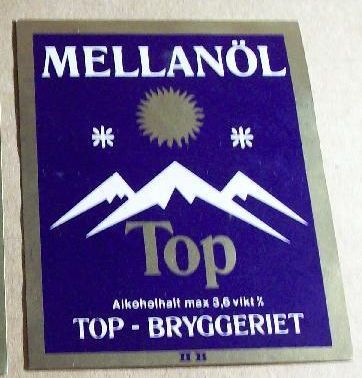 MELLANÖL
Top
Alkoholhalt max 3,6 vikt %
TOP - BRYGGERIET